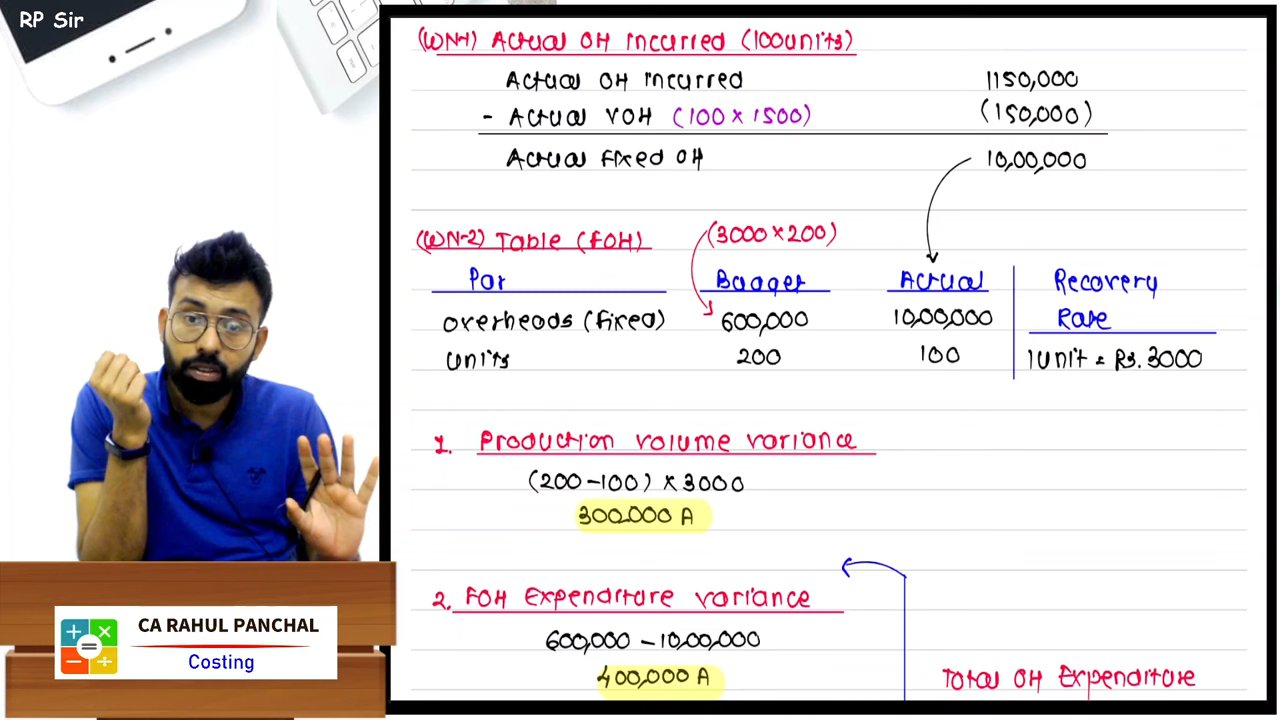 RP Sir
(WN-1) Actual OH incurred (100 units)
Actual OH incurred 1150,000
- Actual VOH (100 × 1500) (150,000)
Actual fixed OH 10,00,000
(WN-2) Table (FOH) (3000 × 200)
Par Budget Actual Recovery
Rate
overheads (fixed) 600,000 10,00,000
units 200 100 1 unit = Rs. 3000
1. Production volume variance
(200 - 100) × 3000
300,000 A
2. FOH Expenditure variance
600,000 - 10,00,000
400,000 A
Total OH Expenditure
CA RAHUL PANCHAL
Costing